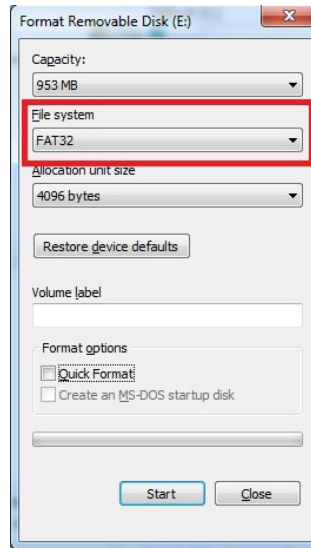 Format Removable Disk (E:)
Capacity:
953 MB
File system
FAT32
Allocation unit size
4096 bytes
Restore device defaults
Volume label
Format options
Quick Format
Create an MS-DOS startup disk
Start
Close